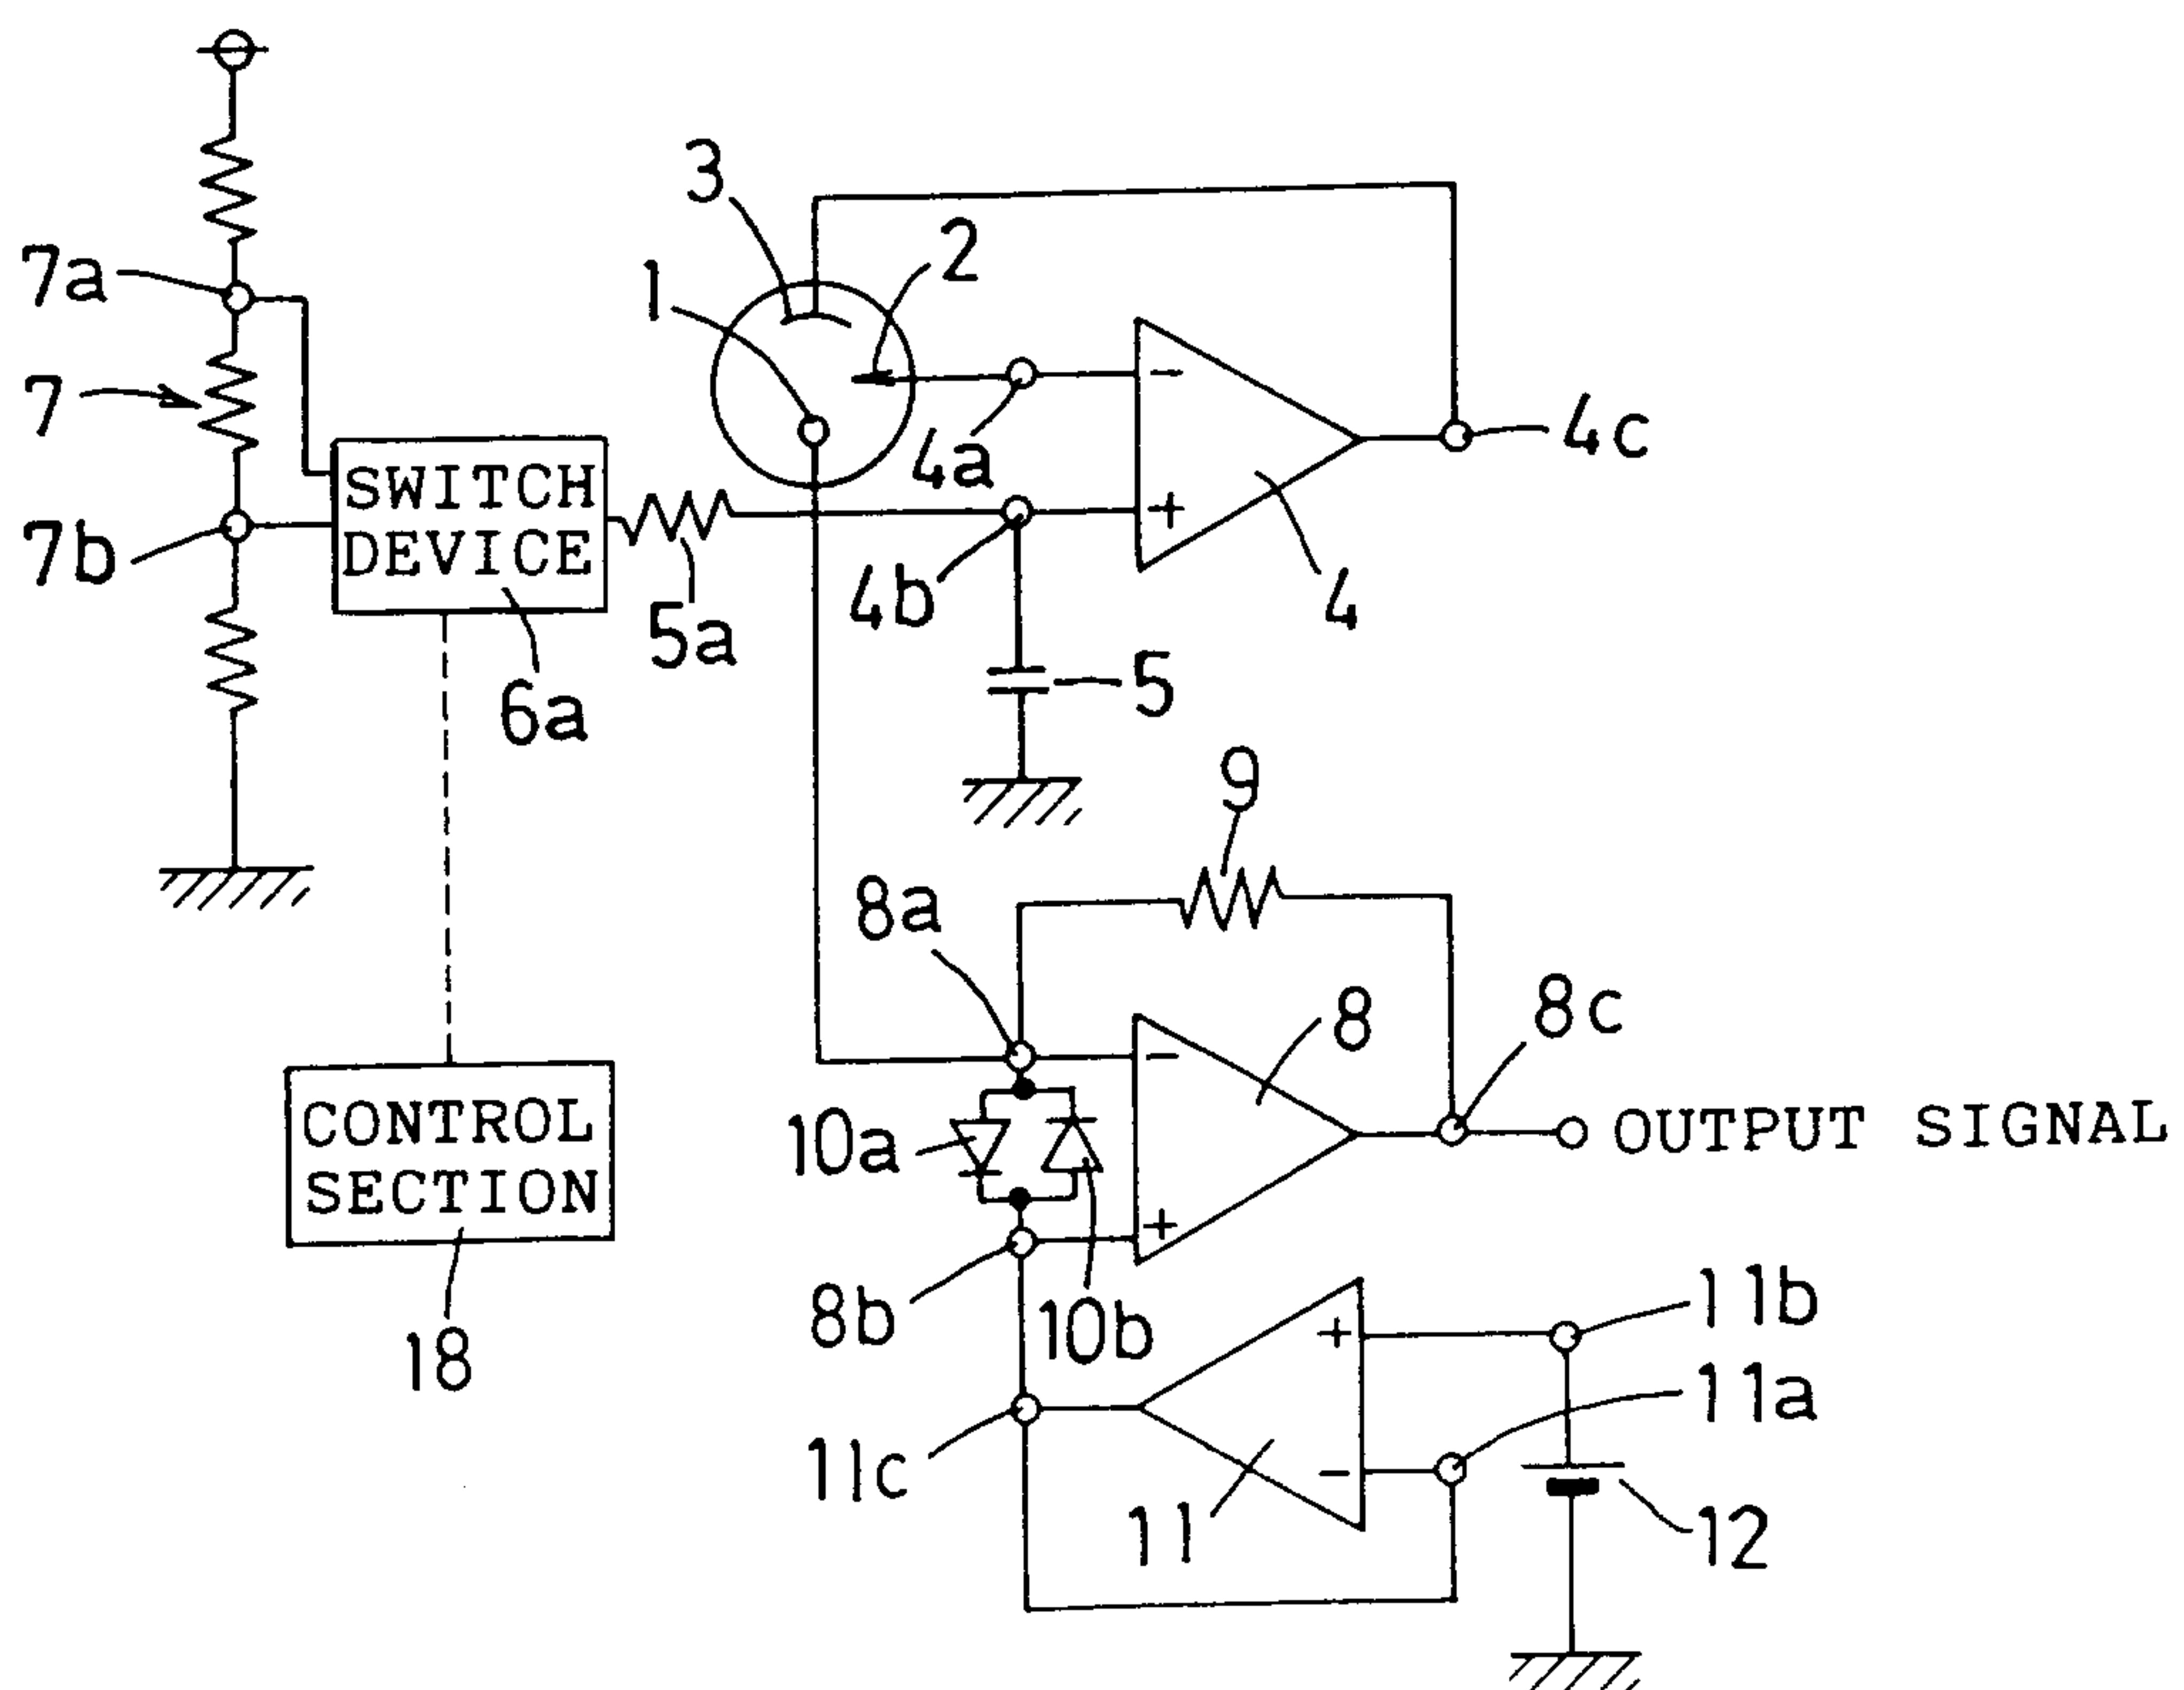 3
2
1
7a
7
4a
4c
SWITCH
DEVICE
-
+
7b
4b
4
5a
5
6a
9
8a
8
8c
-
10a
OUTPUT SIGNAL
CONTROL
SECTION
+
8b
10b
11b
+
18
11a
11c
-
11
12